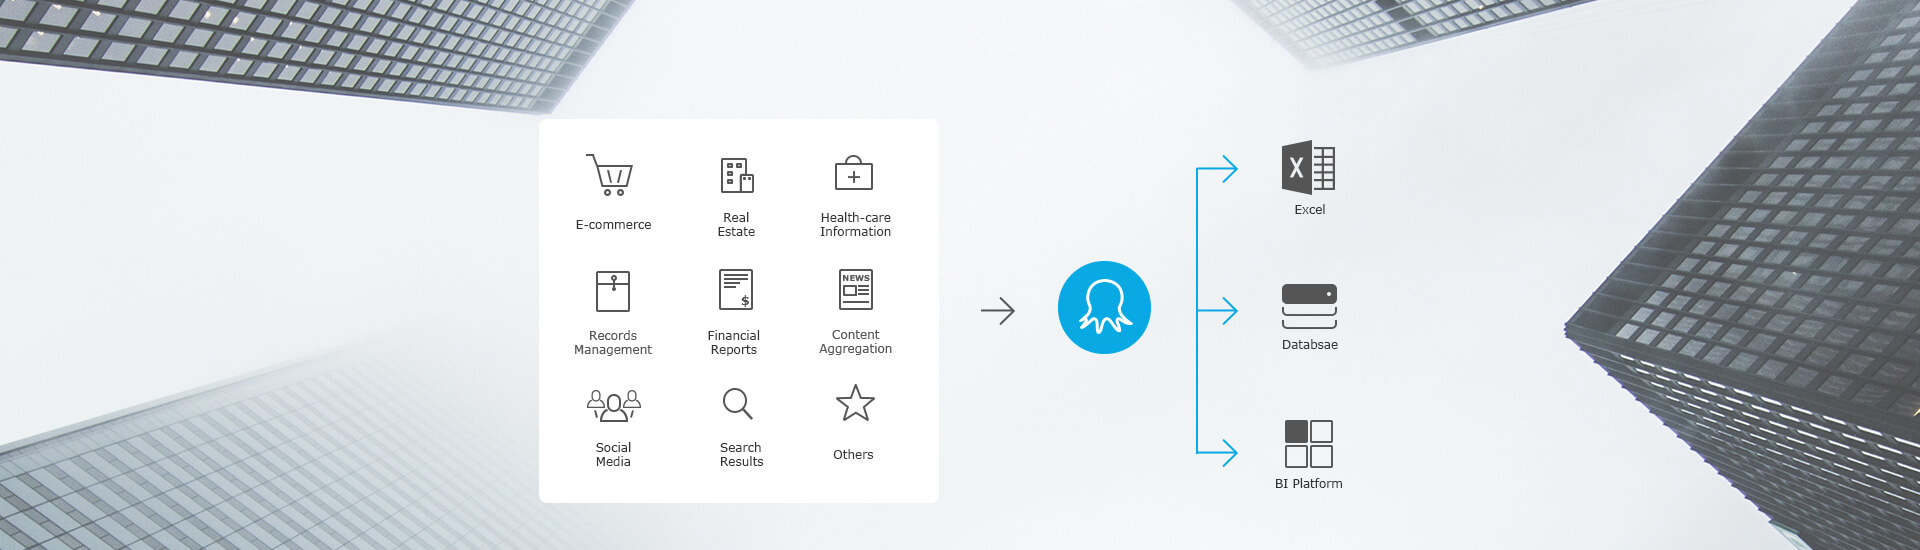 E-commerce
Real
Estate
Health-care
Information
NEWS
$
Records
Management
Financial
Reports
Content
Aggregation
Social
Media
Search
Results
Others
X
Excel
Databsae
BI Platform